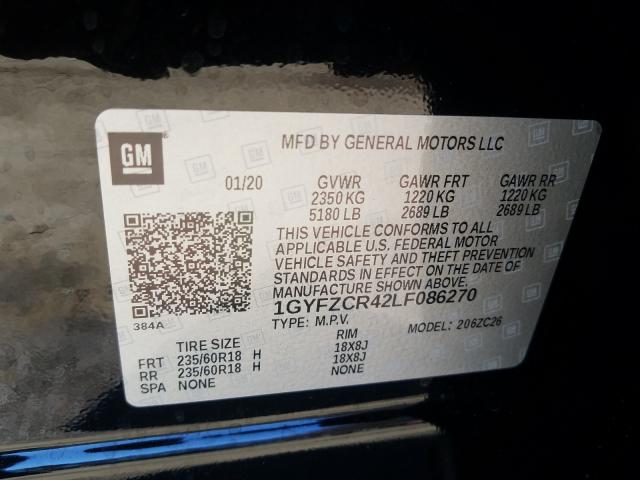 GM
MFD BY GENERAL MOTORS LLC
01/20 GVWR GAWR FRT GAWR RR
2350 KG 1220 KG 1220 KG
5180 LB 2689 LB 2689 LB
THIS VEHICLE CONFORMS TO ALL
APPLICABLE U.S. FEDERAL MOTOR
VEHICLE SAFETY AND THEFT PREVENTION
STANDARDS IN EFFECT ON THE DATE OF
MANUFACTURE SHOWN ABOVE.
1GYFZCR42LF086270
384A
TYPE: M.P.V. MODEL: 206ZC26
TIRE SIZE RIM
FRT 235/60R18 H 18X8J
RR 235/60R18 H 18X8J
SPA NONE NONE